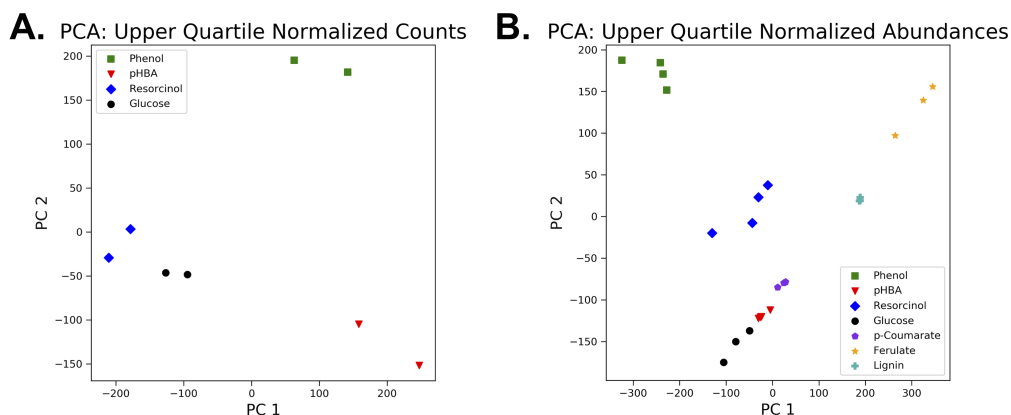 A. PCA: Upper Quartile Normalized Counts
Phenol
pHBA
Resorcinol
Glucose
200
150
100
50
0
−50
−100
−150
PC 2
−200
−100
0
100
200
PC 1
B. PCA: Upper Quartile Normalized Abundances
200
150
100
50
0
−50
−100
−150
PC 2
Phenol
pHBA
Resorcinol
Glucose
p-Coumarate
Ferulate
Lignin
−300
−200
−100
0
100
200
300
PC 1